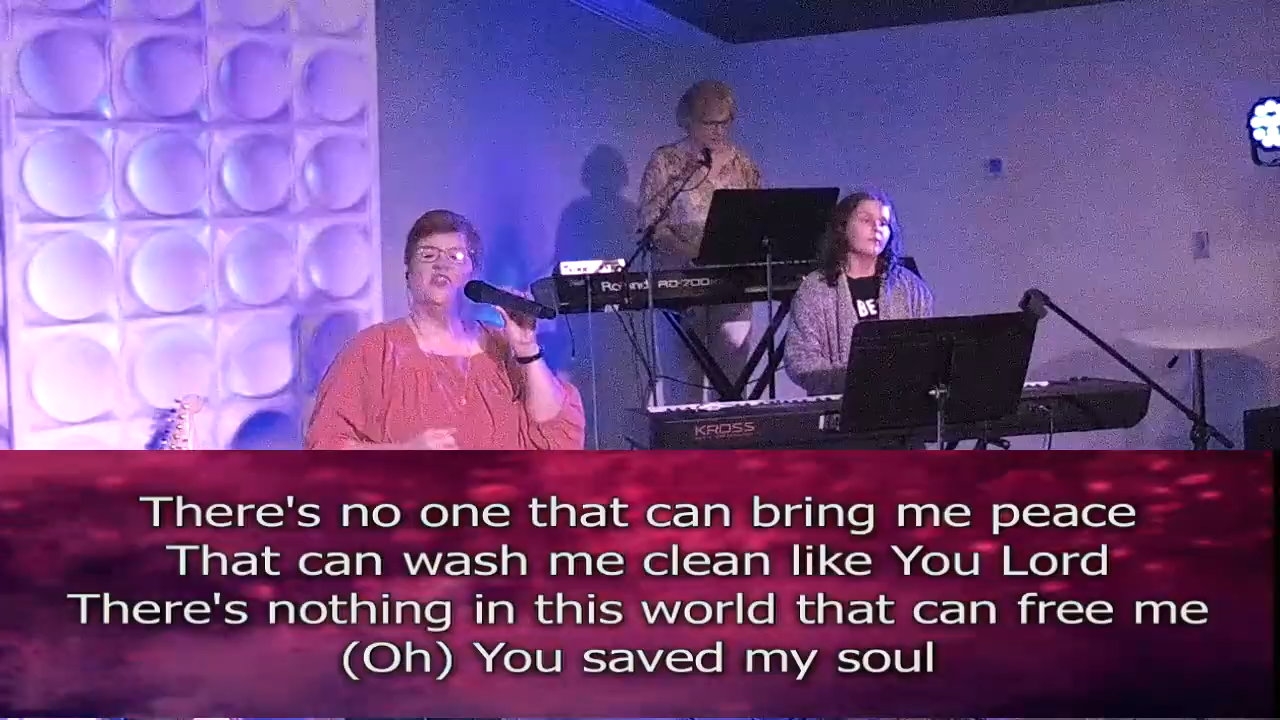 Roland RD-700
BE
KROSS
There's no one that can bring me peace
That can wash me clean like You Lord
There's nothing in this world that can free me
(Oh) You saved my soul